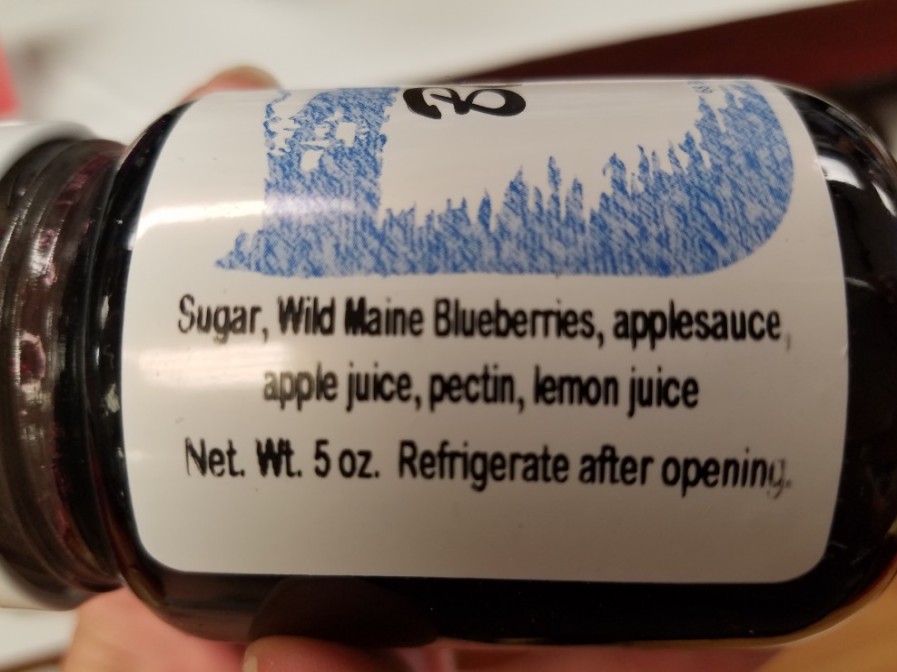 Sugar, Wild Maine Blueberries, applesauce,
apple juice, pectin, lemon juice
Net. Wt. 5 oz. Refrigerate after opening.